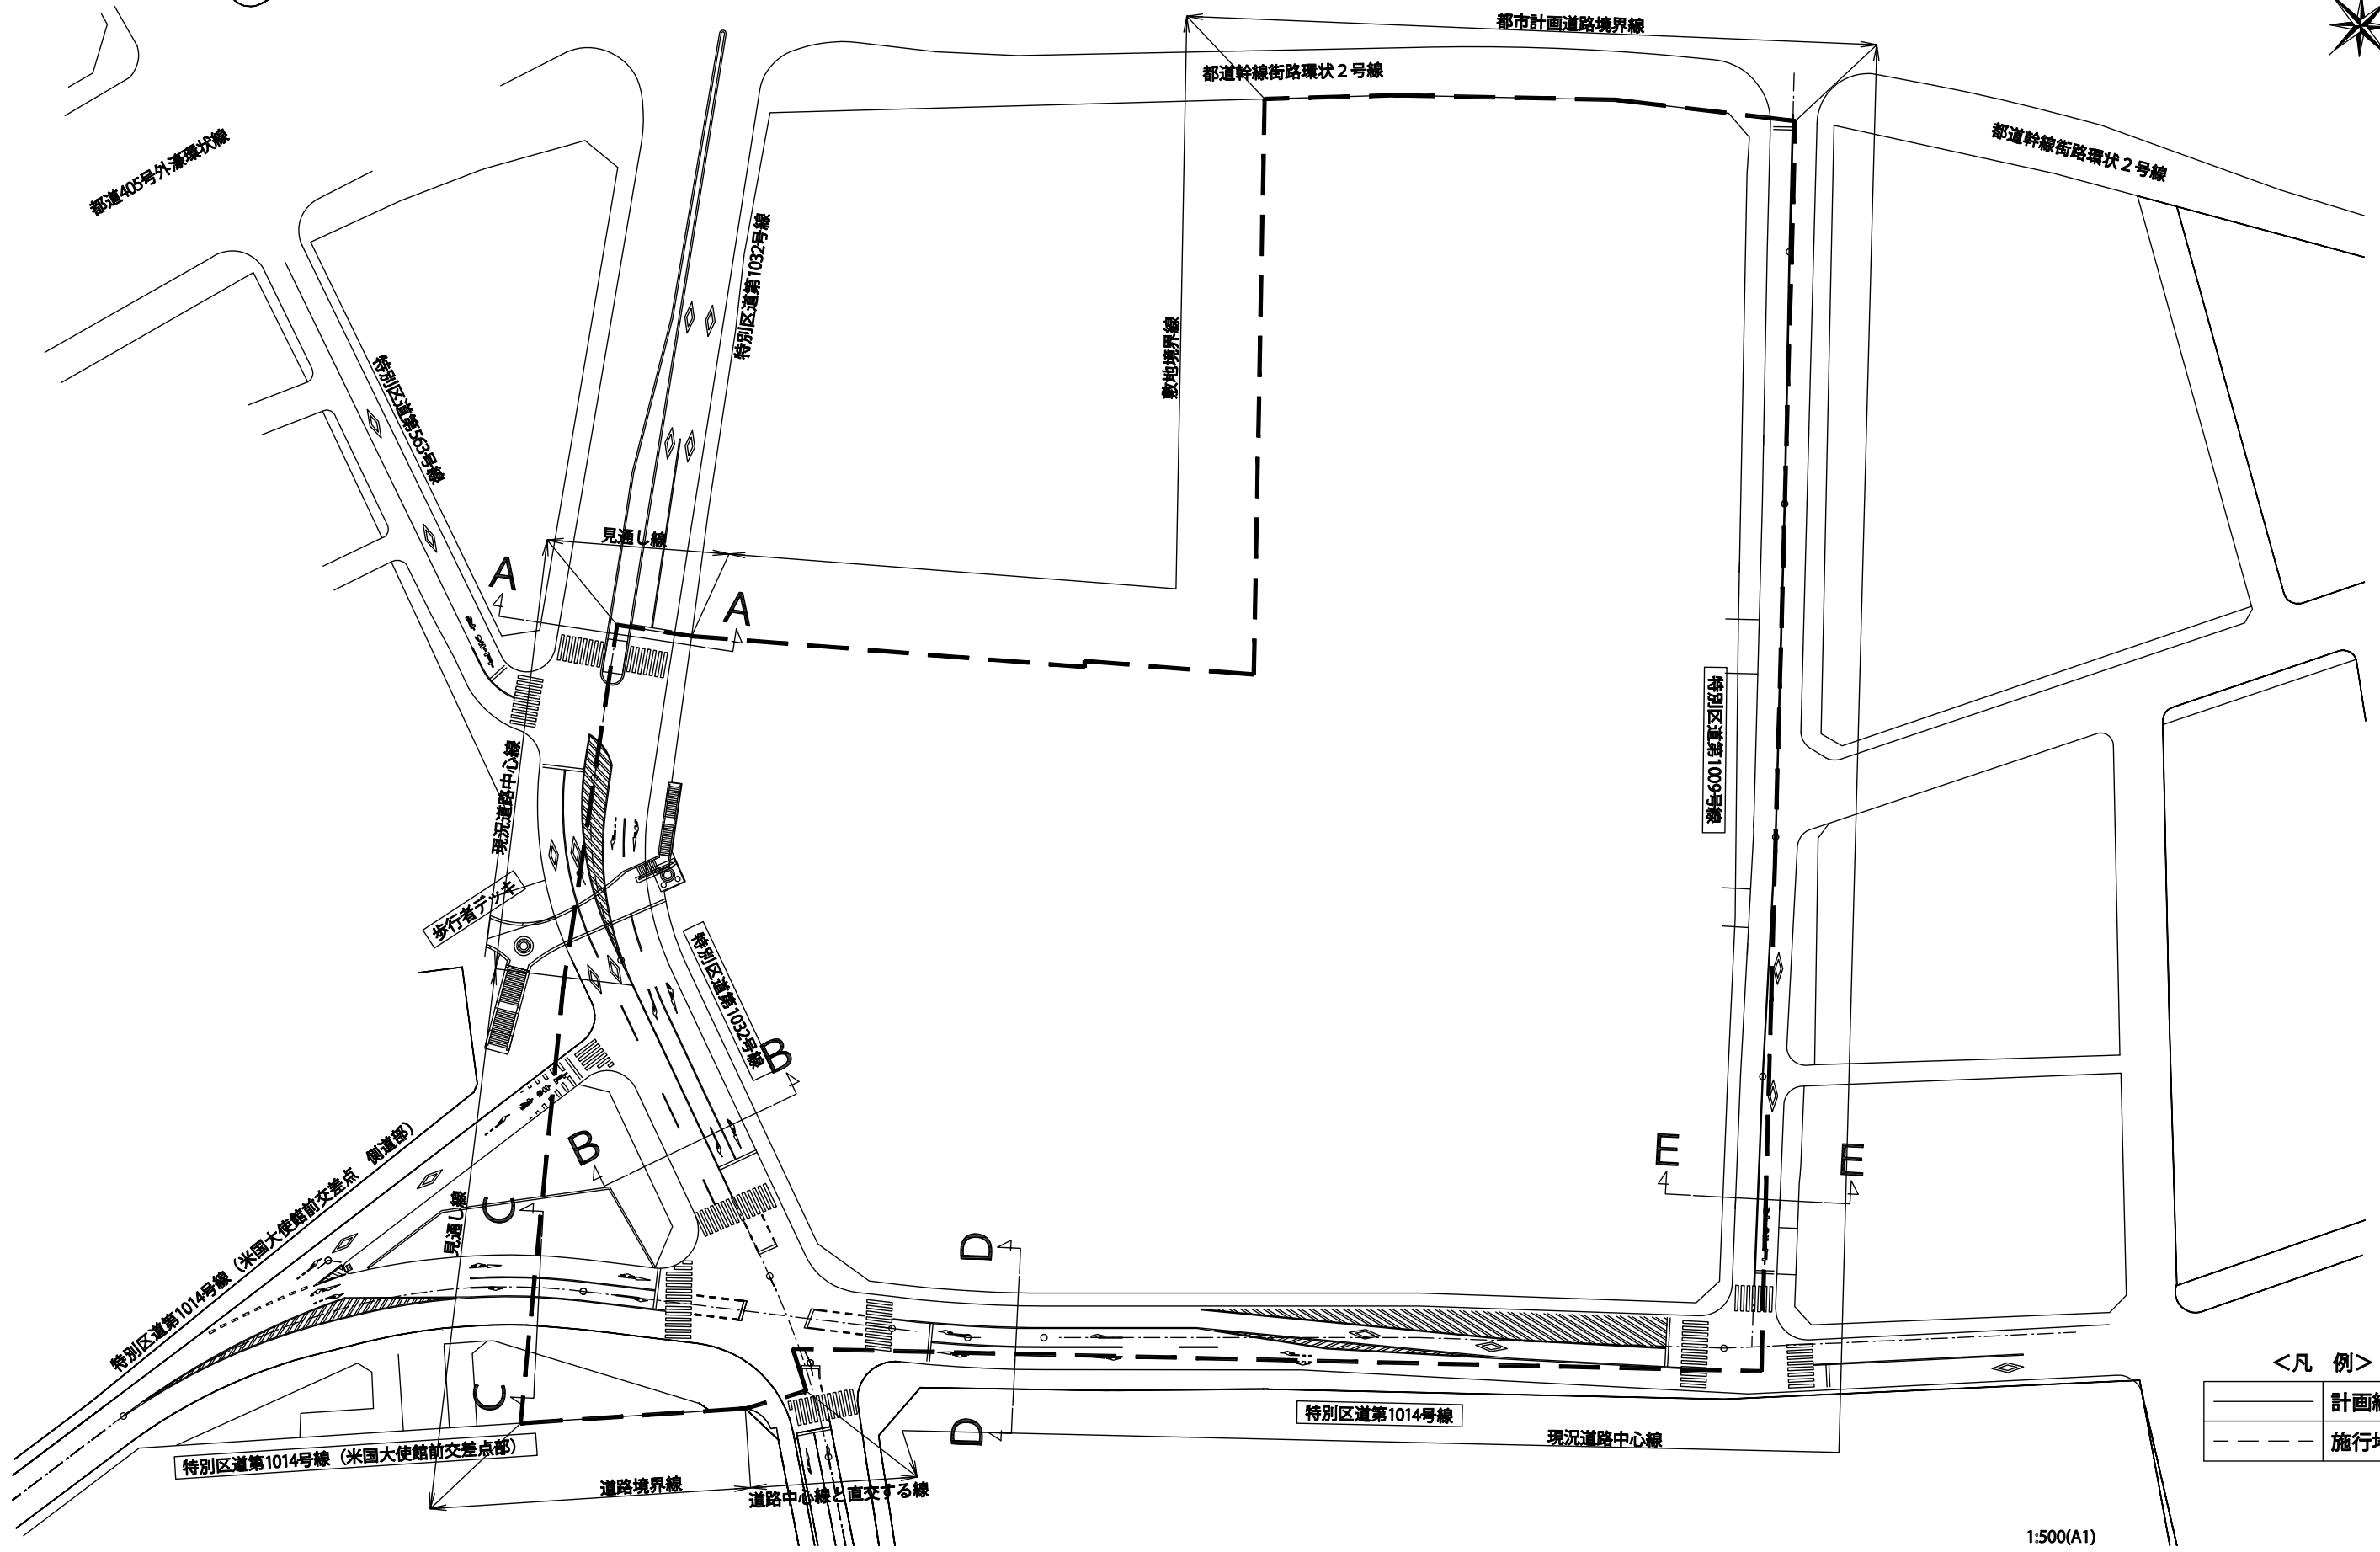 都市計画道路境界線
都道幹線街路環状２号線
都道幹線街路環状２号線
都道405号外濠環状線
特別区道第1032号線
敷地境界線
特別区道第563号線
見通し線
A
A
特別区道第1009号線
現況道路中心線
歩行者デッキ
特別区道第1032号線
B
B
E
E
特別区道第1014号線（米国大使館前交差点　側道部）
見通し線
C
C
D
D
＜凡　例＞
計画線
施行
特別区道第1014号線
現況道路中心線
特別区道第1014号線（米国大使館前交差点部）
道路境界線
道路中心線と直交する線
1:500(A1)